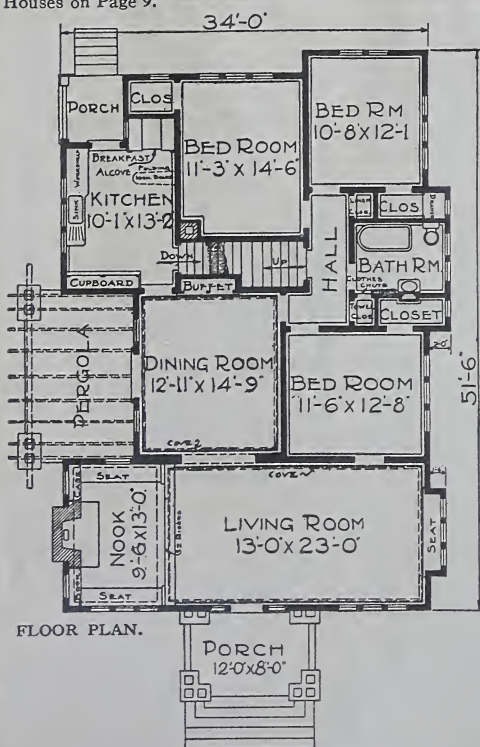 Houses on Page 9.
34'-0"
PORCH
CLOS
BED ROOM
11'-3" X 14'-6"
BED RM
10'-8" X 12'-1
BREAKFAST
ALCOVE
SINK
KITCHEN
10'-1" X 13'-2
CLOS
HALL
BATH RM.
CLOTHES
CHUTE
DOWN
UP
CUPBOARD
BUFFET
CLOSET
PERGOLA
DINING ROOM
12'-11" X 14'-9"
BED ROOM
11'-6" X 12'-8"
51'-6"
SEAT
NOOK
9'-6 X 13'-0"
SEAT
LIVING ROOM
13'-0" X 23'-0"
SEAT
FLOOR PLAN.
PORCH
12'-0" X 8'-0"